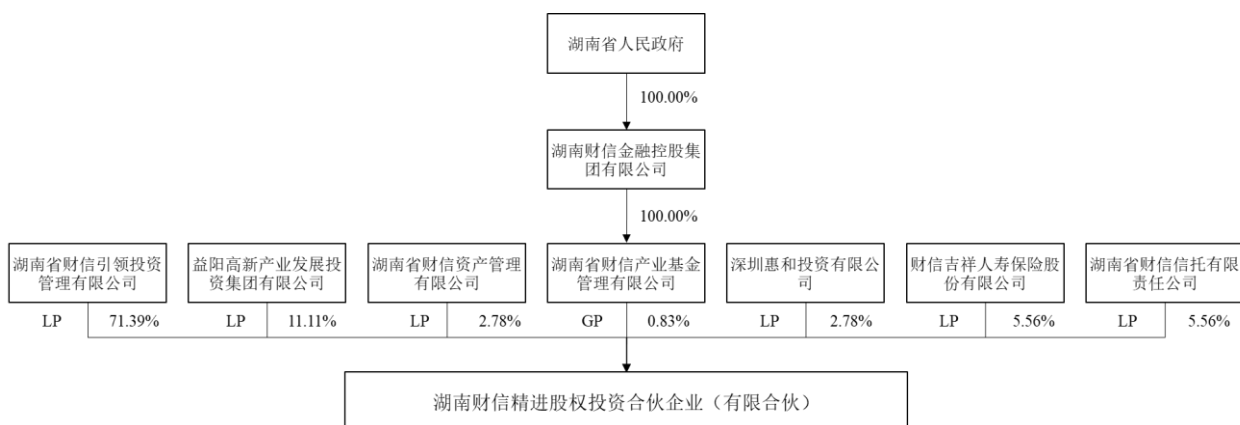 湖南省人民政府
100.00%
湖南财信金融控股集
团有限公司
100.00%
湖南省财信引领投资
管理有限公司
益阳高新产业发展投
资集团有限公司
湖南省财信资产管理
有限公司
湖南省财信产业基金
管理有限公司
深圳惠和投资有限公
司
财信吉祥人寿保险股
份有限公司
湖南省财信信托有限
责任公司
LP 71.39%
LP 11.11%
LP 2.78%
GP 0.83%
LP 2.78%
LP 5.56%
LP 5.56%
湖南财信精进股权投资合伙企业（有限合伙）